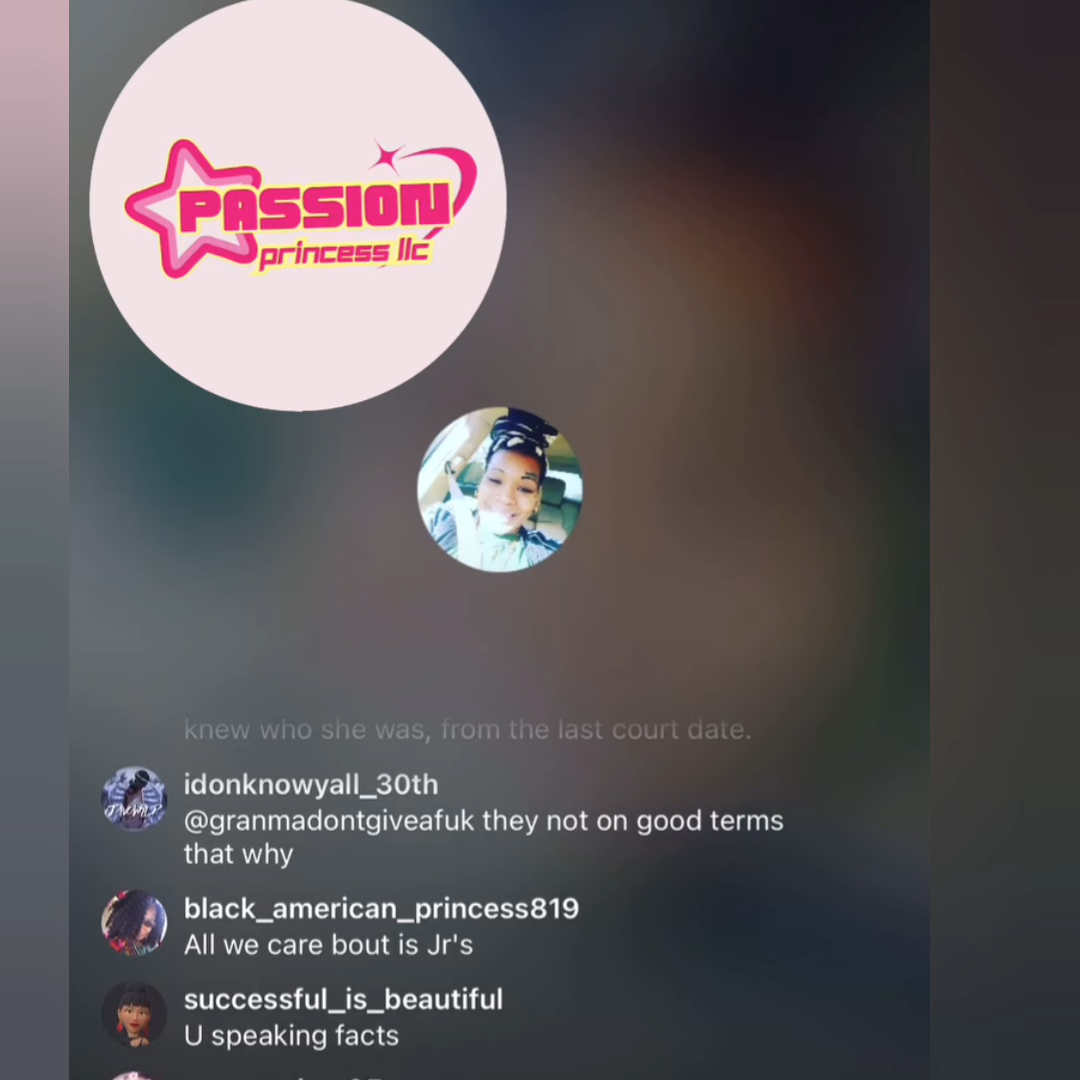 PASSION
princess llc
knew who she was, from the last court date.
idonknowyall_30th
@granmadontgiveafuk they not on good terms
that why
black_american_princess819
All we care bout is Jr's
successful_is_beautiful
U speaking facts